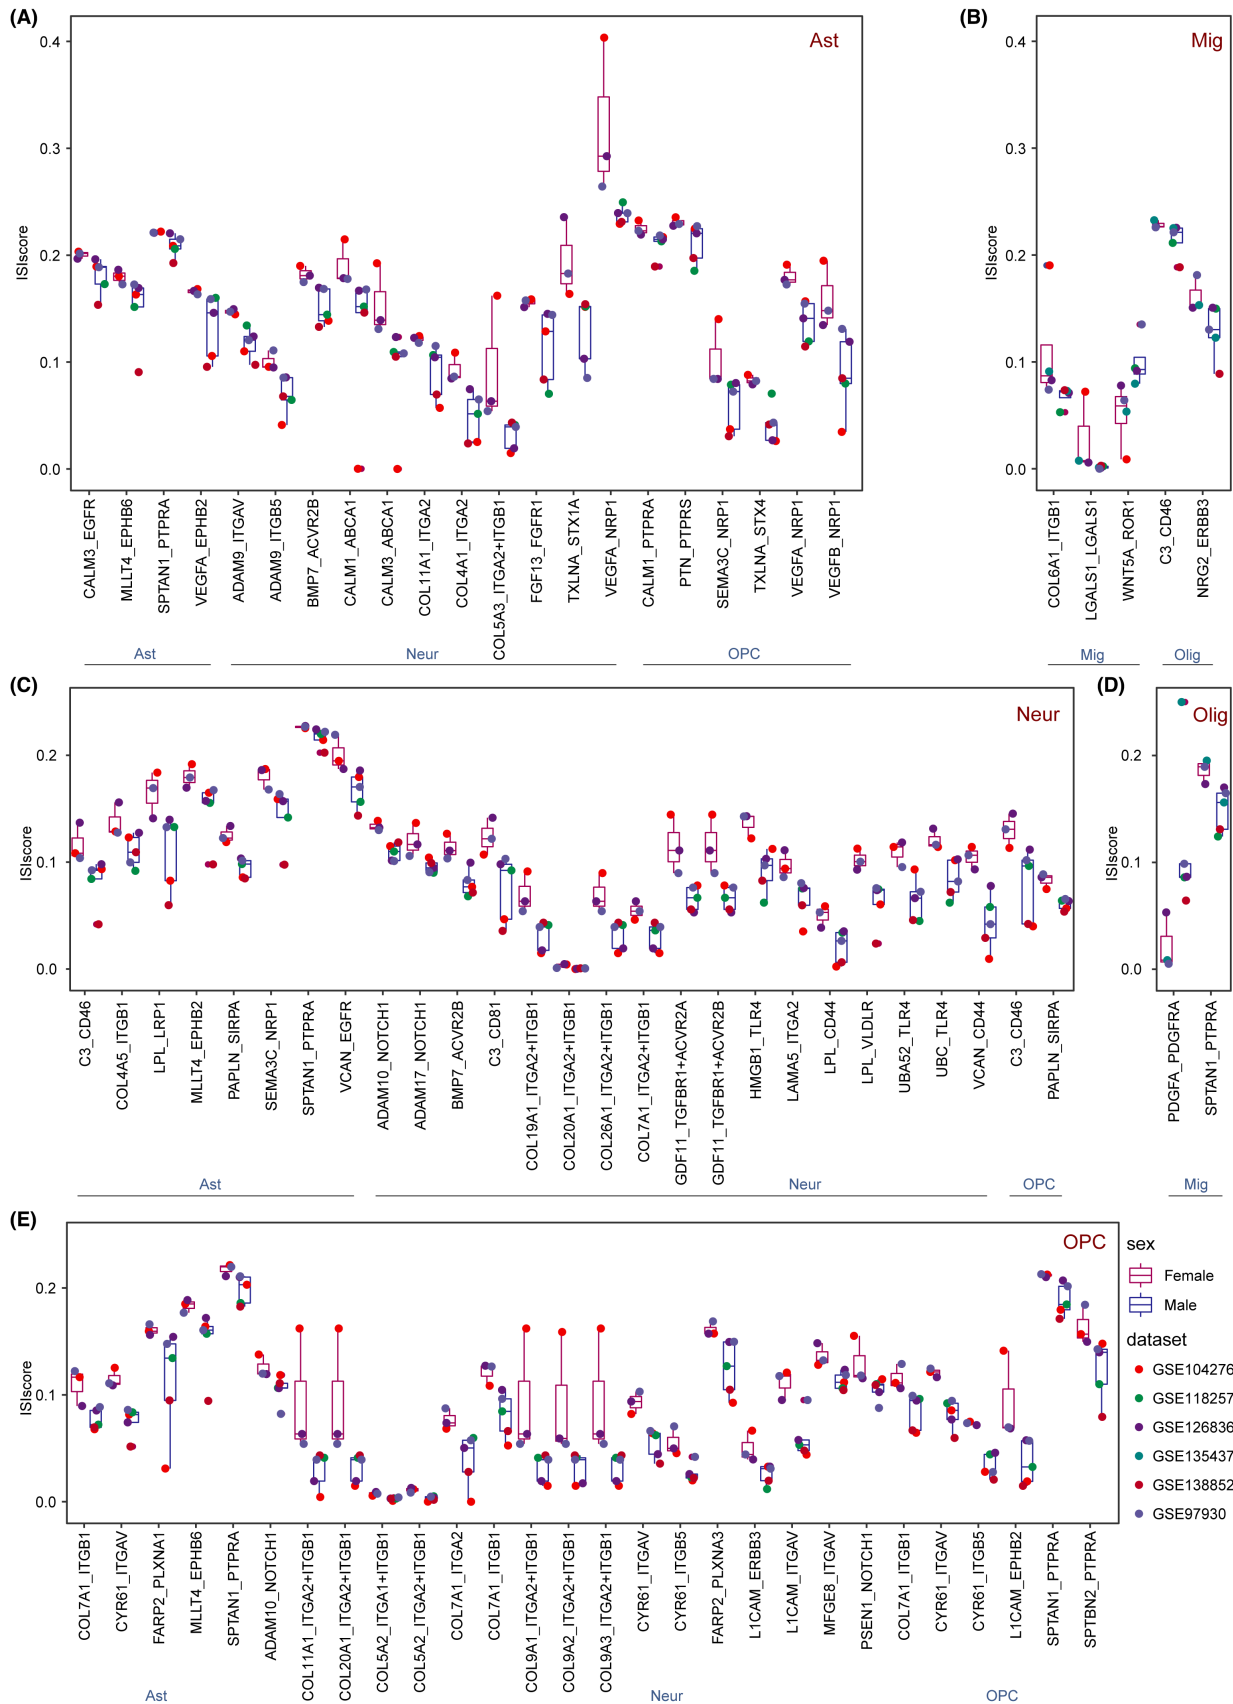 (A)
Ast
ISIscore
0.4
0.3
0.2
0.1
0.0
CALM3_EGFR
MLLT4_EPHB6
SPTAN1_PTPRA
VEGFA_EPHB2
ADAM9_ITGAV
ADAM9_ITGB5
BMP7_ACVR2B
CALM1_ABCA1
CALM3_ABCA1
COL11A1_ITGA2
COL4A1_ITGA2
COL5A3_ITGA2+ITGB1
FGF13_FGFR1
TXLNA_STX1A
VEGFA_NRP1
CALM1_PTPRA
PTN_PTPRS
SEMA3C_NRP1
TXLNA_STX4
VEGFA_NRP1
VEGFB_NRP1
Ast
Neur
OPC
(B)
Mig
ISIscore
0.4
0.3
0.2
0.1
0.0
COL6A1_ITGB1
LGALS1_LGALS1
WNT5A_ROR1
C3_CD46
NRG2_ERBB3
Mig
Olig
(C)
Neur
ISIscore
0.2
0.1
0.0
C3_CD46
COL4A5_ITGB1
LPL_LRP1
MLLT4_EPHB2
PAPLN_SIRPA
SEMA3C_NRP1
SPTAN1_PTPRA
VCAN_EGFR
ADAM10_NOTCH1
ADAM17_NOTCH1
BMP7_ACVR2B
C3_CD81
COL19A1_ITGA2+ITGB1
COL20A1_ITGA2+ITGB1
COL26A1_ITGA2+ITGB1
COL7A1_ITGA2+ITGB1
GDF11_TGFBR1+ACVR2A
GDF11_TGFBR1+ACVR2B
HMGB1_TLR4
LAMA5_ITGA2
LPL_CD44
LPL_VLDLR
UBA52_TLR4
UBC_TLR4
VCAN_CD44
C3_CD46
PAPLN_SIRPA
Ast
Neur
OPC
(D)
Olig
ISIscore
0.2
0.1
0.0
PDGFA_PDGFRA
SPTAN1_PTPRA
Mig
(E)
OPC
ISIscore
0.2
0.1
0.0
COL7A1_ITGB1
CYR61_ITGAV
FARP2_PLXNA1
MLLT4_EPHB6
SPTAN1_PTPRA
ADAM10_NOTCH1
COL11A1_ITGA2+ITGB1
COL20A1_ITGA2+ITGB1
COL5A2_ITGA1+ITGB1
COL5A2_ITGA2+ITGB1
COL7A1_ITGA2
COL7A1_ITGB1
COL9A1_ITGA2+ITGB1
COL9A2_ITGA2+ITGB1
COL9A3_ITGA2+ITGB1
CYR61_ITGAV
CYR61_ITGB5
FARP2_PLXNA3
L1CAM_ERBB3
L1CAM_ITGAV
MFGE8_ITGAV
PSEN1_NOTCH1
COL7A1_ITGB1
CYR61_ITGAV
CYR61_ITGB5
L1CAM_EPHB2
SPTAN1_PTPRA
SPTBN2_PTPRA
Ast
Neur
OPC
sex
Female
Male
dataset
GSE104276
GSE118257
GSE126836
GSE135437
GSE138852
GSE97930